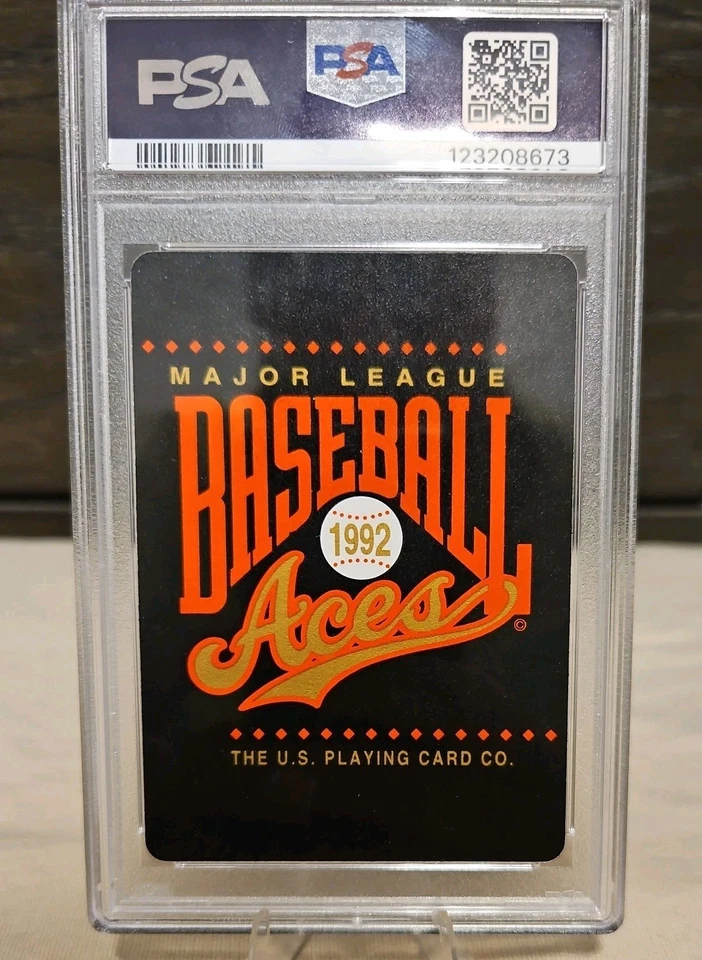 PSA PSA
123208673
MAJOR LEAGUE
BASEBALL
1992
Aces
©
THE U.S. PLAYING CARD CO.